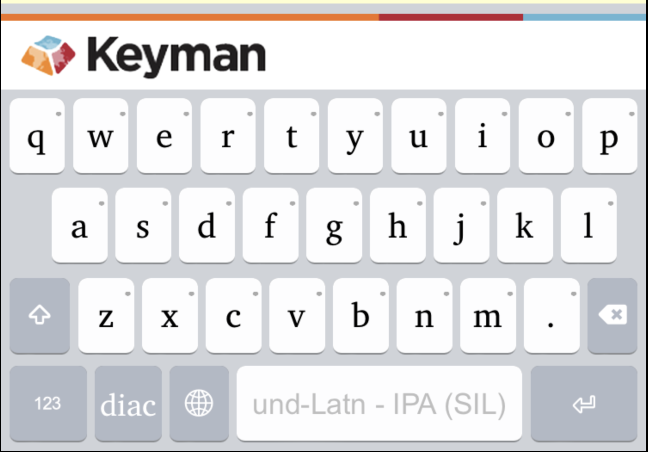 Keyman
q w e r t y u i o p
a s d f g h j k l
z x c v b n m .
123 diac und-Latn - IPA (SIL)